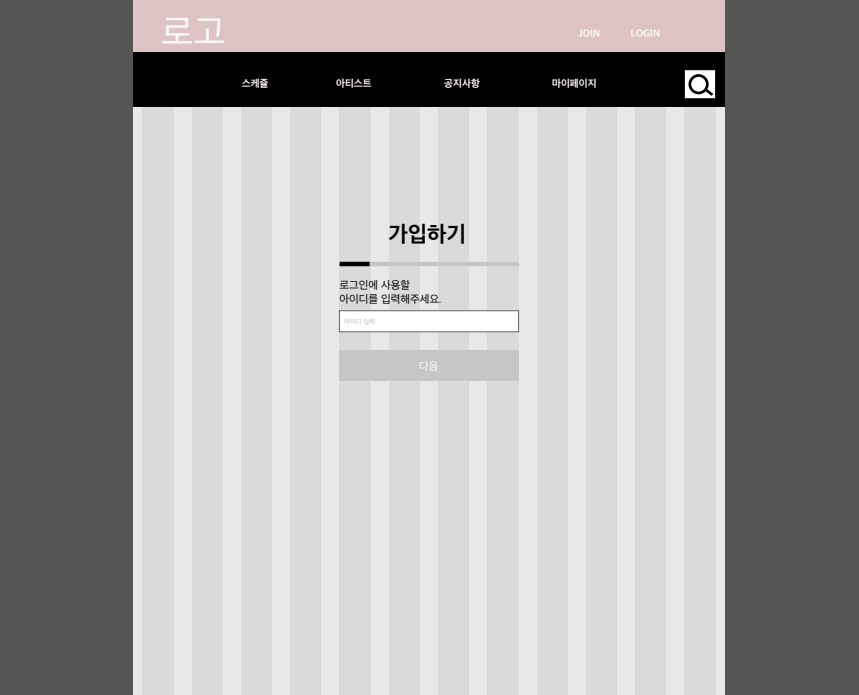 로고
JOIN LOGIN
스케쥴 아티스트 공지사항 마이페이지
가입하기
로그인에 사용할
아이디를 입력해주세요.
아이디 입력
다음